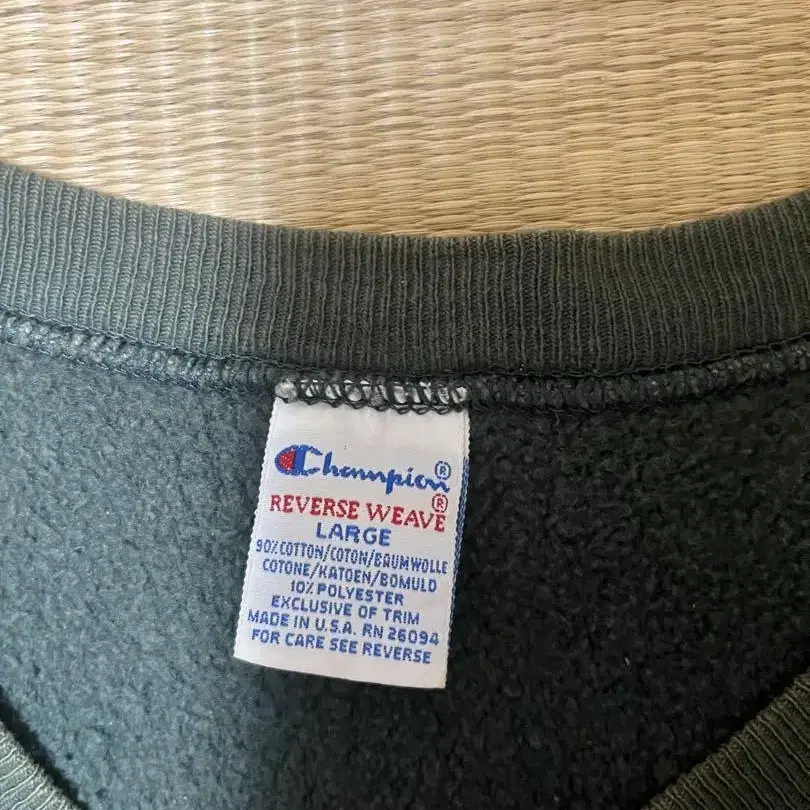 Champion®
REVERSE WEAVE®
LARGE
90% COTTON/COTON/BAUMWOLLE
COTONE/KATOEN/BOMULD
10% POLYESTER
EXCLUSIVE OF TRIM
MADE IN U.S.A. RN 26094
FOR CARE SEE REVERSE